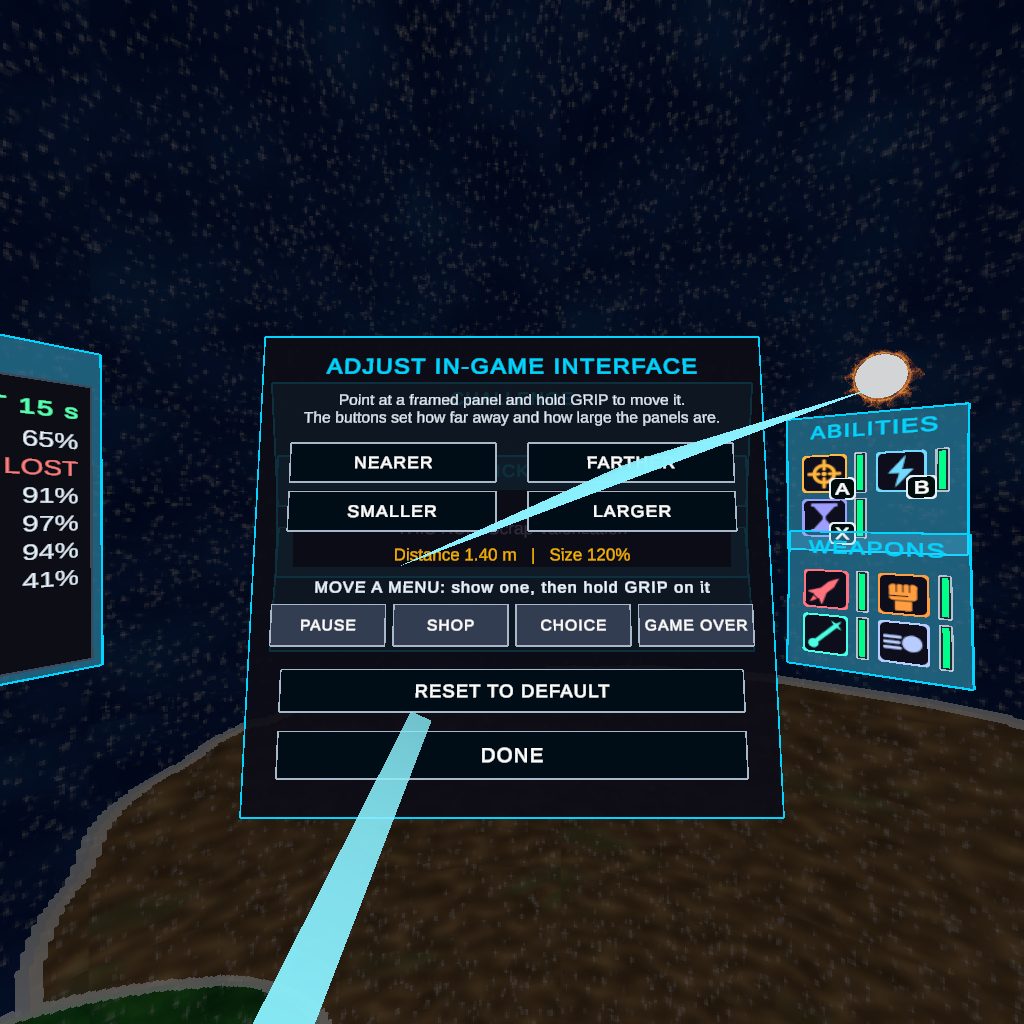 15 s
65%
LOST
91%
97%
94%
41%
ADJUST IN-GAME INTERFACE
Point at a framed panel and hold GRIP to move it.
The buttons set how far away and how large the panels are.
NEARER
FARTHER
SMALLER
LARGER
Distance 1.40 m | Size 120%
MOVE A MENU: show one, then hold GRIP on it
PAUSE
SHOP
CHOICE
GAME OVER
RESET TO DEFAULT
DONE
ABILITIES
A
B
X
WEAPONS